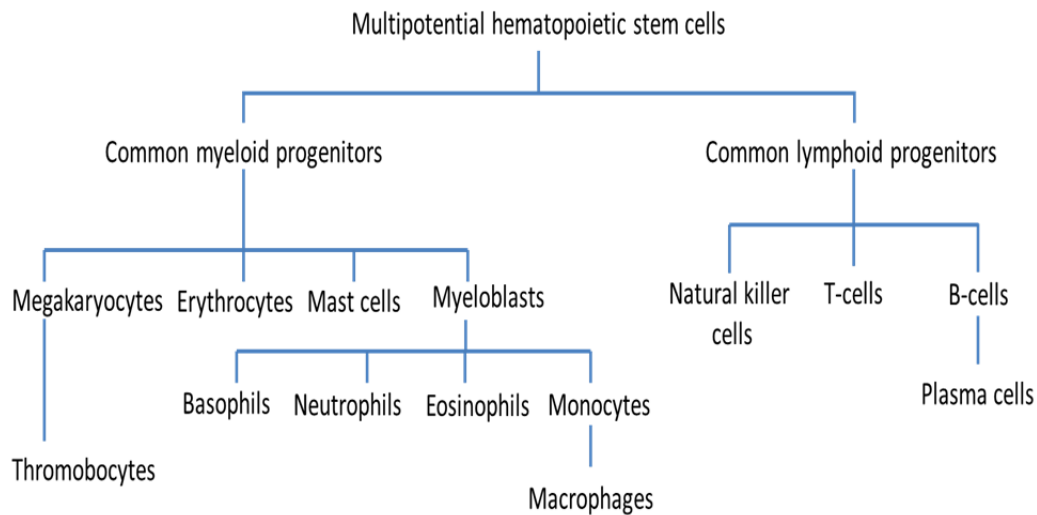 Multipotential hematopoietic stem cells
Common myeloid progenitors
Common lymphoid progenitors
Megakaryocytes
Erythrocytes
Mast cells
Myeloblasts
Natural killer
cells
T-cells
B-cells
Basophils
Neutrophils
Eosinophils
Monocytes
Plasma cells
Thromobocytes
Macrophages